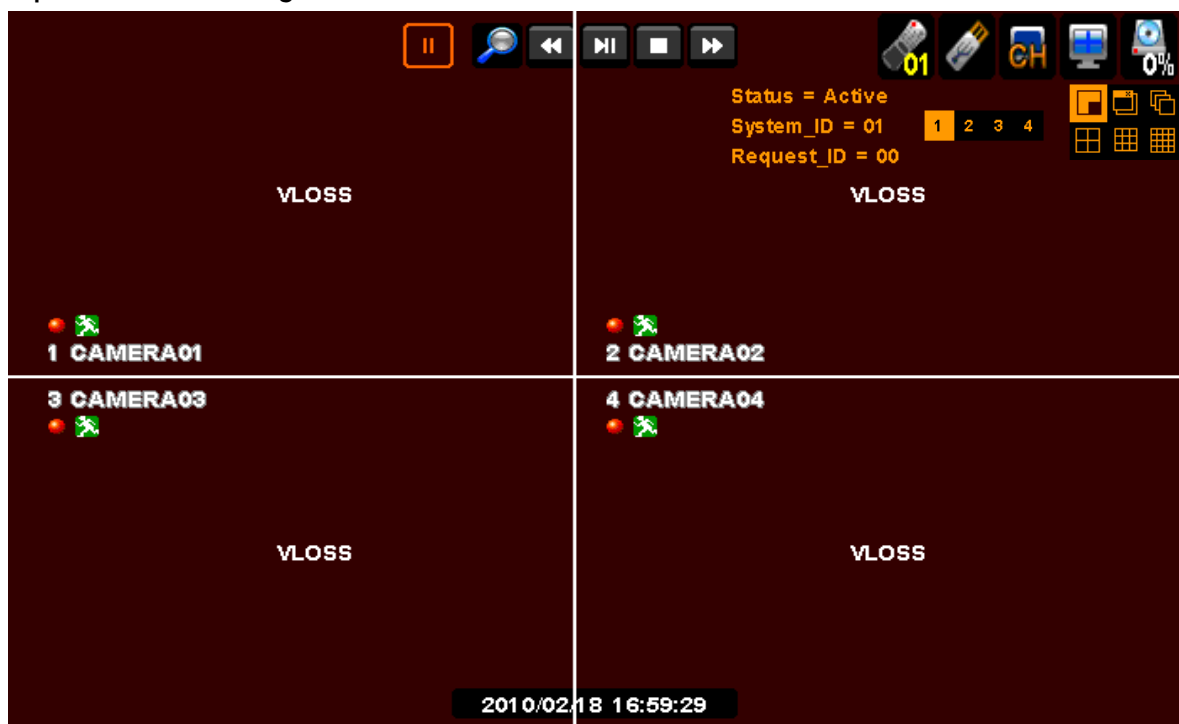 01
CH
0%
Status = Active
System_ID = 01
1 2 3 4
Request_ID = 00
VLOSS
VLOSS
1 CAMERA01
2 CAMERA02
3 CAMERA03
4 CAMERA04
VLOSS
VLOSS
2010/02/18 16:59:29